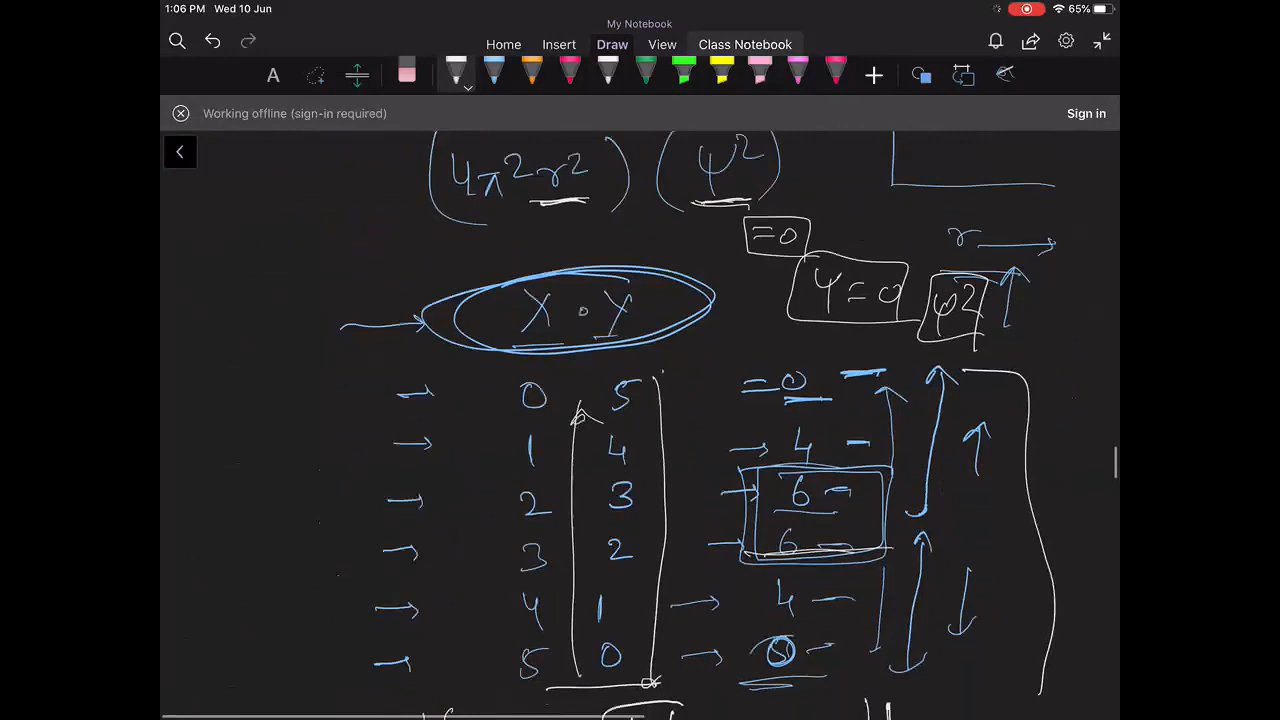 1:06 PM Wed 10 Jun 65%
My Notebook
Home Insert Draw View Class Notebook
A
Working offline (sign-in required) Sign in
(4π²r²) (ψ²)
=0 r
ψ=0 ψ²
X . Y
0 5 =0
1 4 4
2 3 6
3 2 6
4 1 4
5 0 0